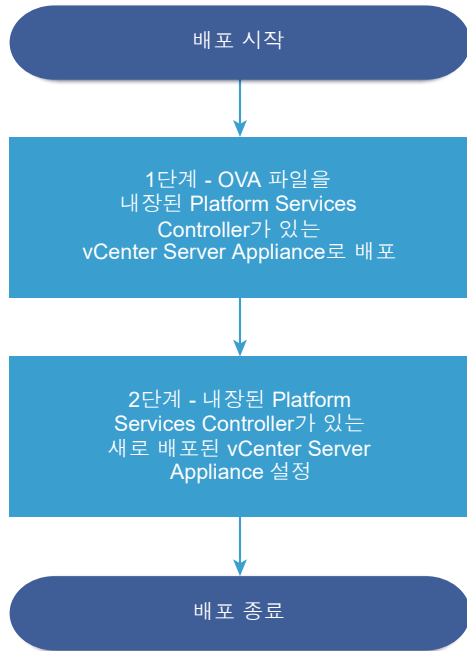 배포 시작
1단계 - OVA 파일을
내장된 Platform Services
Controller가 있는
vCenter Server Appliance로 배포
2단계 - 내장된 Platform
Services Controller가 있는
새로 배포된 vCenter Server
Appliance 설정
배포 종료